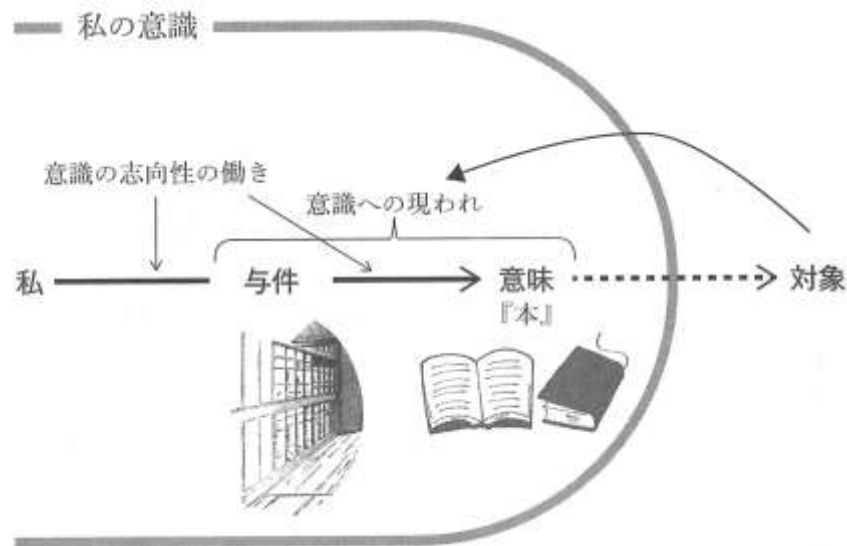 私の意識
意識の志向性の働き
意識への現われ
私
与件
意味
対象
『本』